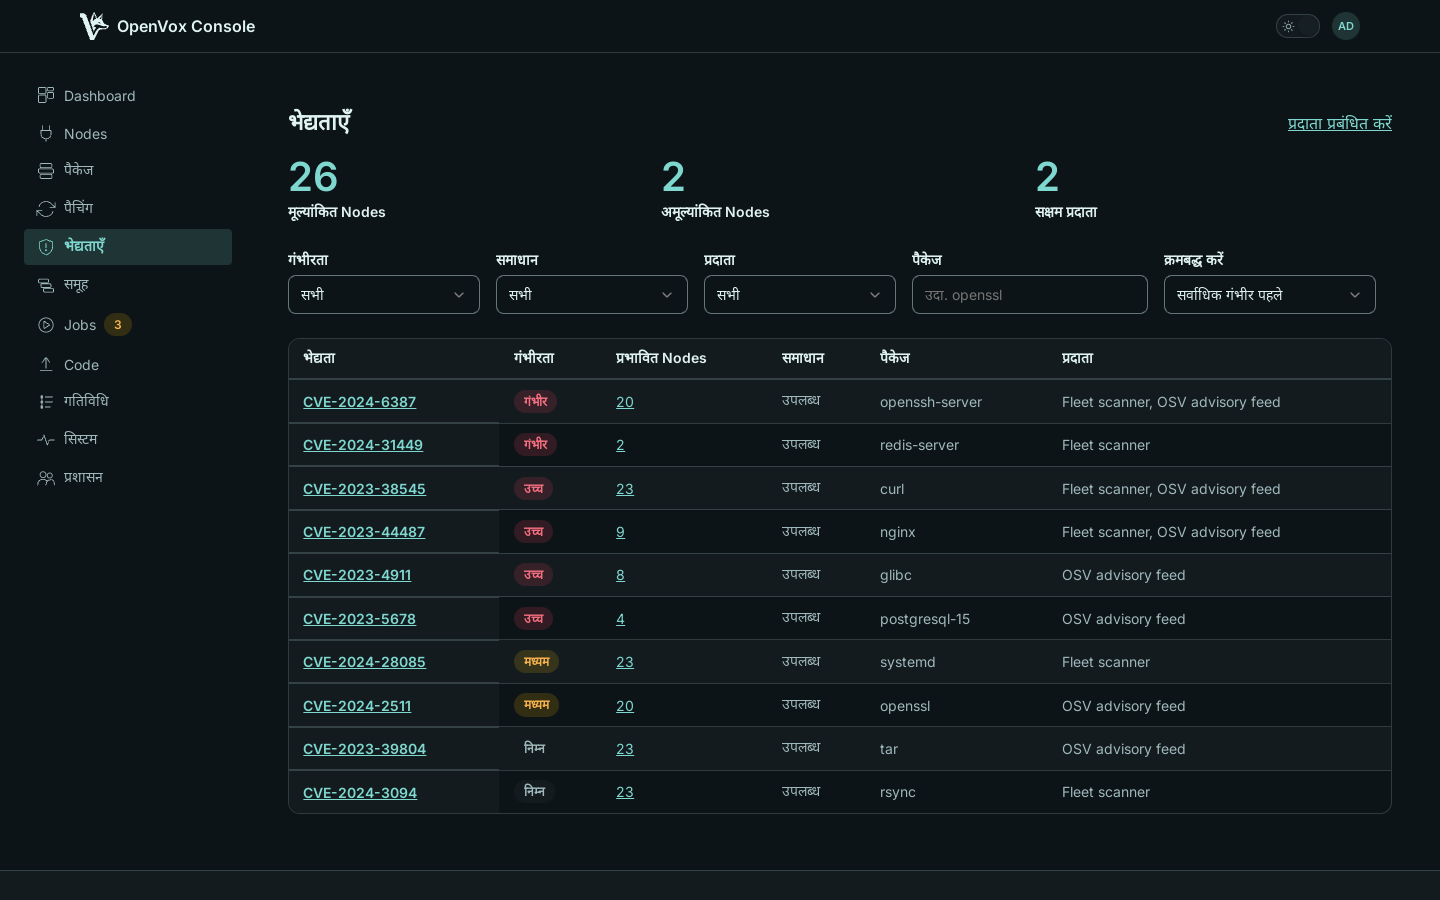 OpenVox Console
AD
Dashboard
Nodes
पैकेज
पैचिंग
भेद्यताएँ
समूह
Jobs 3
Code
गतिविधि
सिस्टम
प्रशासन
भेद्यताएँ
प्रदाता प्रबंधित करें
26
मूल्यांकित Nodes
2
अमूल्यांकित Nodes
2
सक्षम प्रदाता
गंभीरता
सभी
समाधान
सभी
प्रदाता
सभी
पैकेज
उदा. openssl
क्रमबद्ध करें
सर्वाधिक गंभीर पहले
भेद्यता गंभीरता प्रभावित Nodes समाधान पैकेज प्रदाता
CVE-2024-6387 गंभीर 20 उपलब्ध openssh-server Fleet scanner, OSV advisory feed
CVE-2024-31449 गंभीर 2 उपलब्ध redis-server Fleet scanner
CVE-2023-38545 उच्च 23 उपलब्ध curl Fleet scanner, OSV advisory feed
CVE-2023-44487 उच्च 9 उपलब्ध nginx Fleet scanner, OSV advisory feed
CVE-2023-4911 उच्च 8 उपलब्ध glibc OSV advisory feed
CVE-2023-5678 उच्च 4 उपलब्ध postgresql-15 OSV advisory feed
CVE-2024-28085 मध्यम 23 उपलब्ध systemd Fleet scanner
CVE-2024-2511 मध्यम 20 उपलब्ध openssl OSV advisory feed
CVE-2023-39804 निम्न 23 उपलब्ध tar OSV advisory feed
CVE-2024-3094 निम्न 23 उपलब्ध rsync Fleet scanner